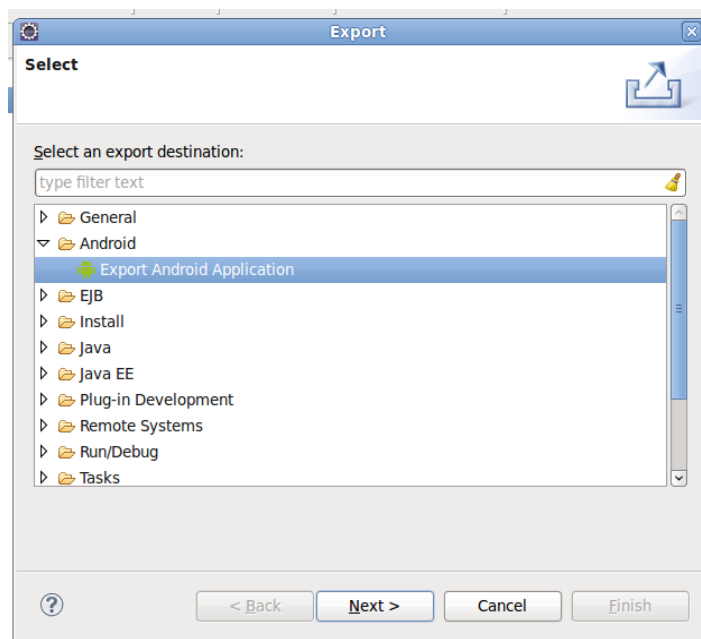 Export
Select
Select an export destination:
type filter text
General
Android
Export Android Application
EJB
Install
Java
Java EE
Plug-in Development
Remote Systems
Run/Debug
Tasks
?
< Back Next > Cancel Finish